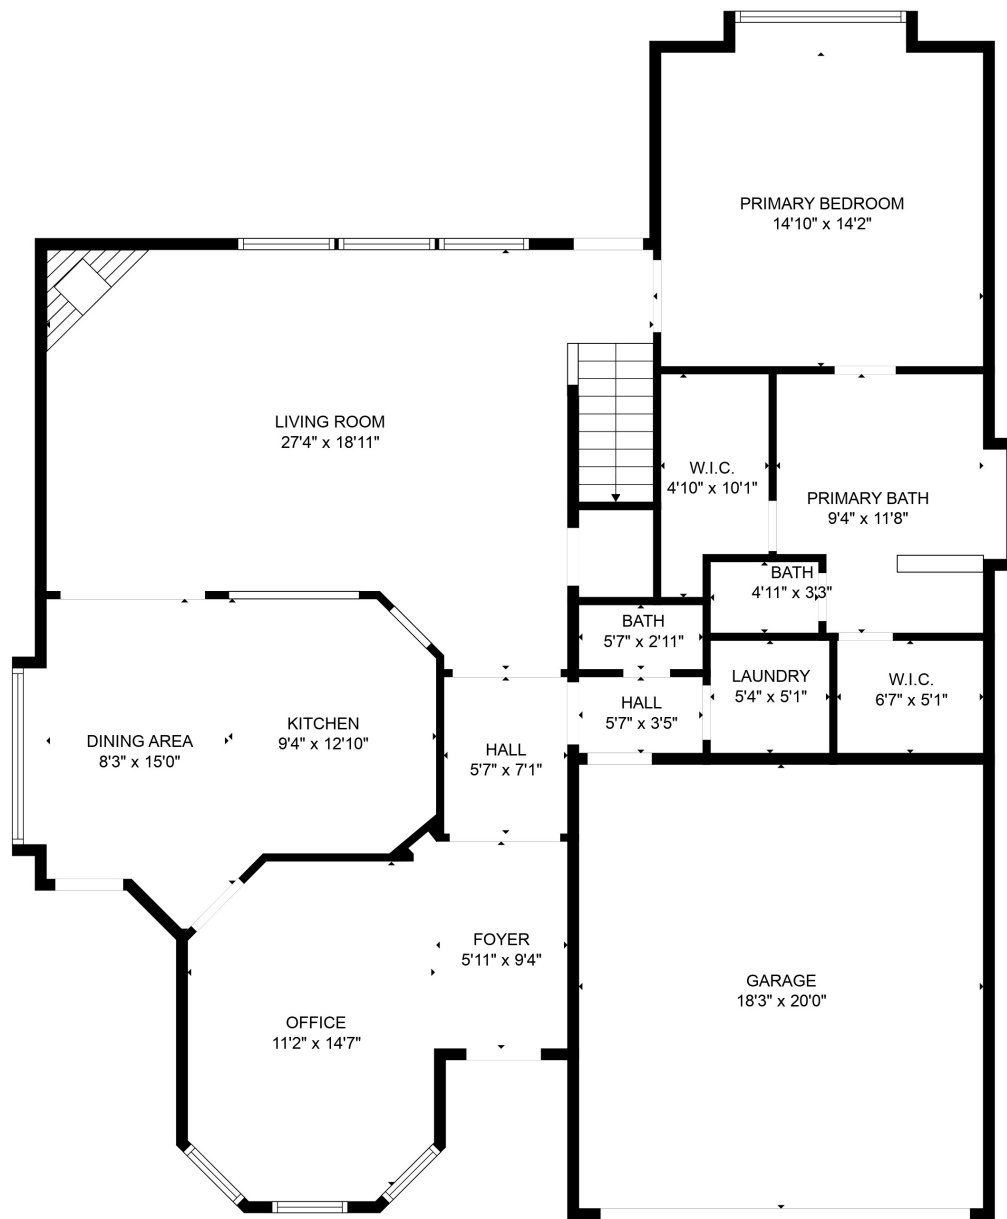 PRIMARY BEDROOM
14'10" x 14'2"
LIVING ROOM
27'4" x 18'11"
W.I.C.
4'10" x 10'1"
PRIMARY BATH
9'4" x 11'8"
BATH
4'11" x 3'3"
BATH
5'7" x 2'11"
LAUNDRY
5'4" x 5'1"
W.I.C.
6'7" x 5'1"
HALL
5'7" x 3'5"
KITCHEN
9'4" x 12'10"
DINING AREA
8'3" x 15'0"
HALL
5'7" x 7'1"
FOYER
5'11" x 9'4"
GARAGE
18'3" x 20'0"
OFFICE
11'2" x 14'7"